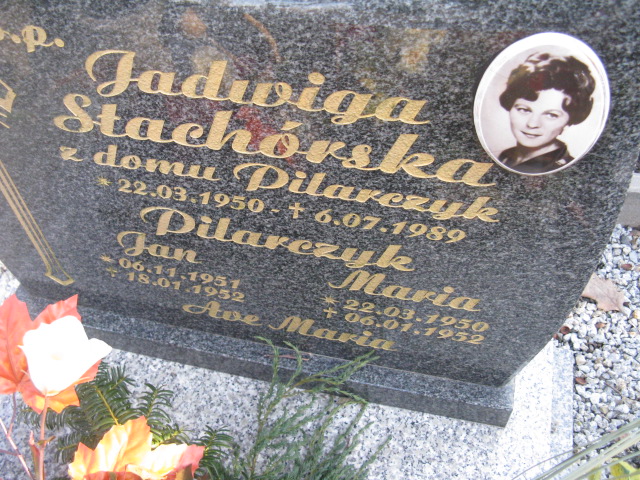 ś.p.
Jadwiga
Stachórska
z domu Pilarczyk
* 22.03.1950 - + 6.07.1989
Pilarczyk
Jan
* 06.11.1951
+ 18.01.1952
Maria
* 22.03.1950
+ 06.01.1952
Ave Maria